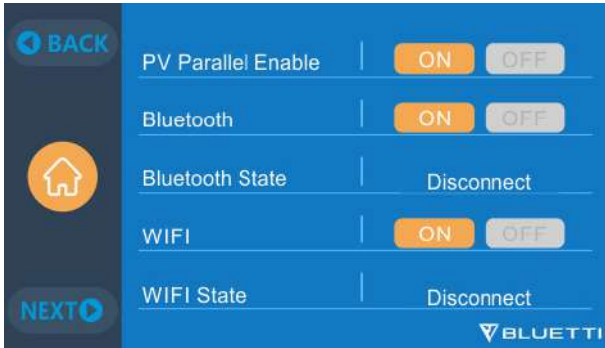 BACK
PV Parallel Enable ON OFF
Bluetooth ON OFF
Bluetooth State Disconnect
WIFI ON OFF
WIFI State Disconnect
NEXT
BLUETTI